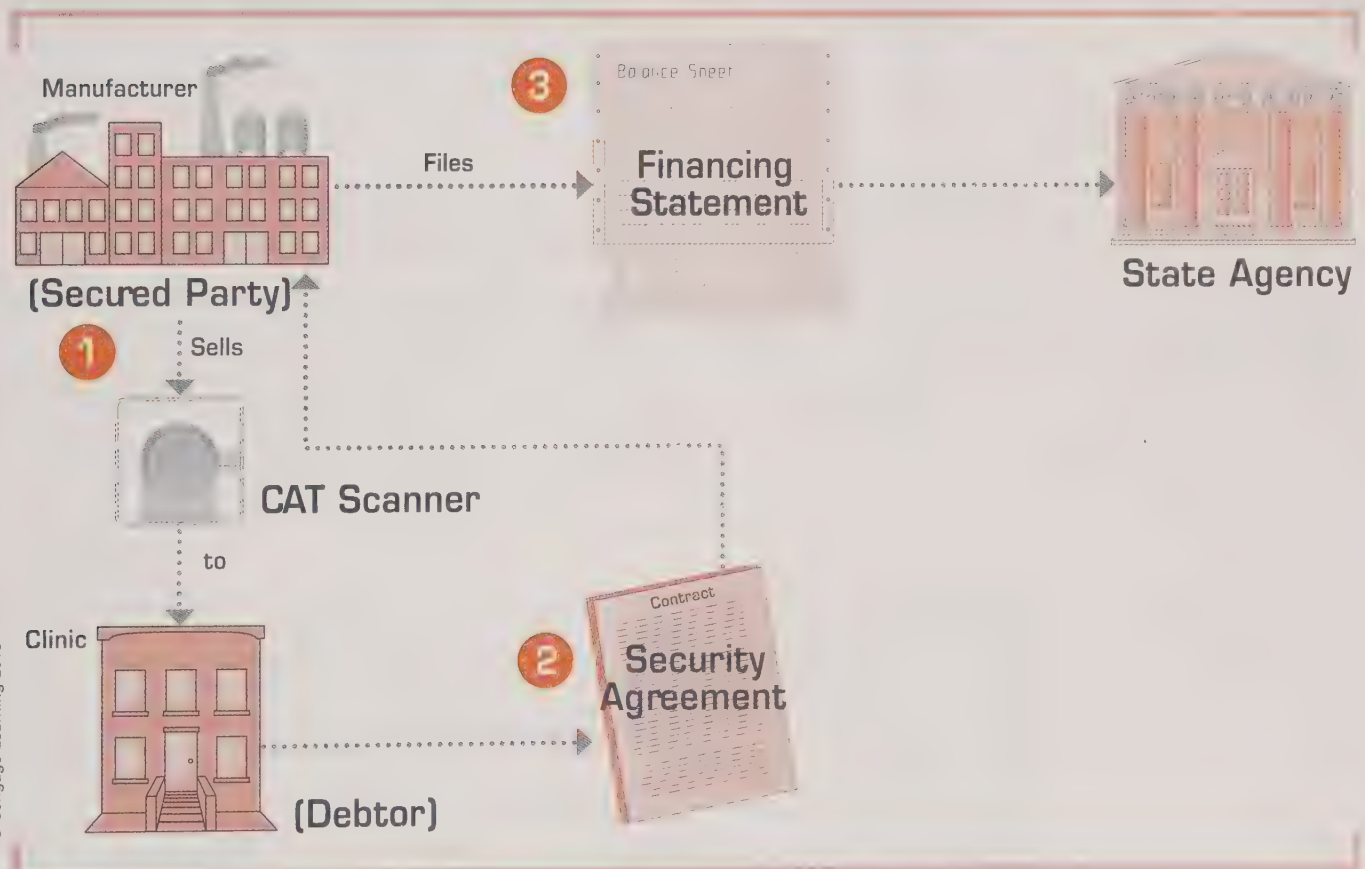 Manufacturer
3
Files
Financing
Statement
State Agency
(Secured Party)
1
Sells
CAT Scanner
to
Clinic
2
Contract
Security
Agreement
(Debtor)